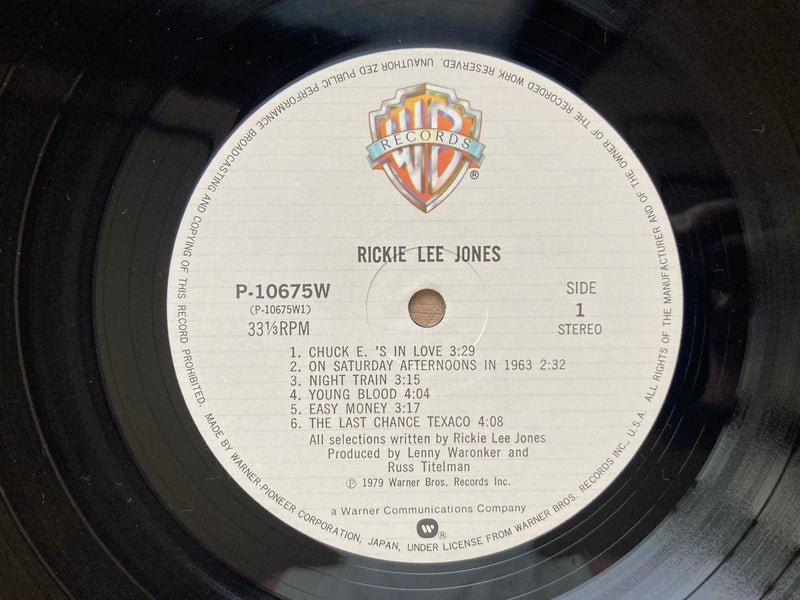 WB
RECORDS
®
RICKIE LEE JONES
P-10675W
(P-10675W1)
33⅓RPM
SIDE
1
STEREO
1. CHUCK E. 'S IN LOVE 3:29
2. ON SATURDAY AFTERNOONS IN 1963 2:32
3. NIGHT TRAIN 3:15
4. YOUNG BLOOD 4:04
5. EASY MONEY 3:17
6. THE LAST CHANCE TEXACO 4:08
All selections written by Rickie Lee Jones
Produced by Lenny Waronker and
Russ Titelman
℗ 1979 Warner Bros. Records Inc.
a Warner Communications Company
®
MADE BY WARNER-PIONEER CORPORATION, JAPAN, UNDER LICENSE FROM WARNER BROS. RECORDS INC., U.S.A. ALL RIGHTS OF THE MANUFACTURER AND OF THE OWNER OF THE RECORDED WORK RESERVED. UNAUTHORIZED PUBLIC PERFORMANCE BROADCASTING AND COPYING OF THIS RECORD PROHIBITED.